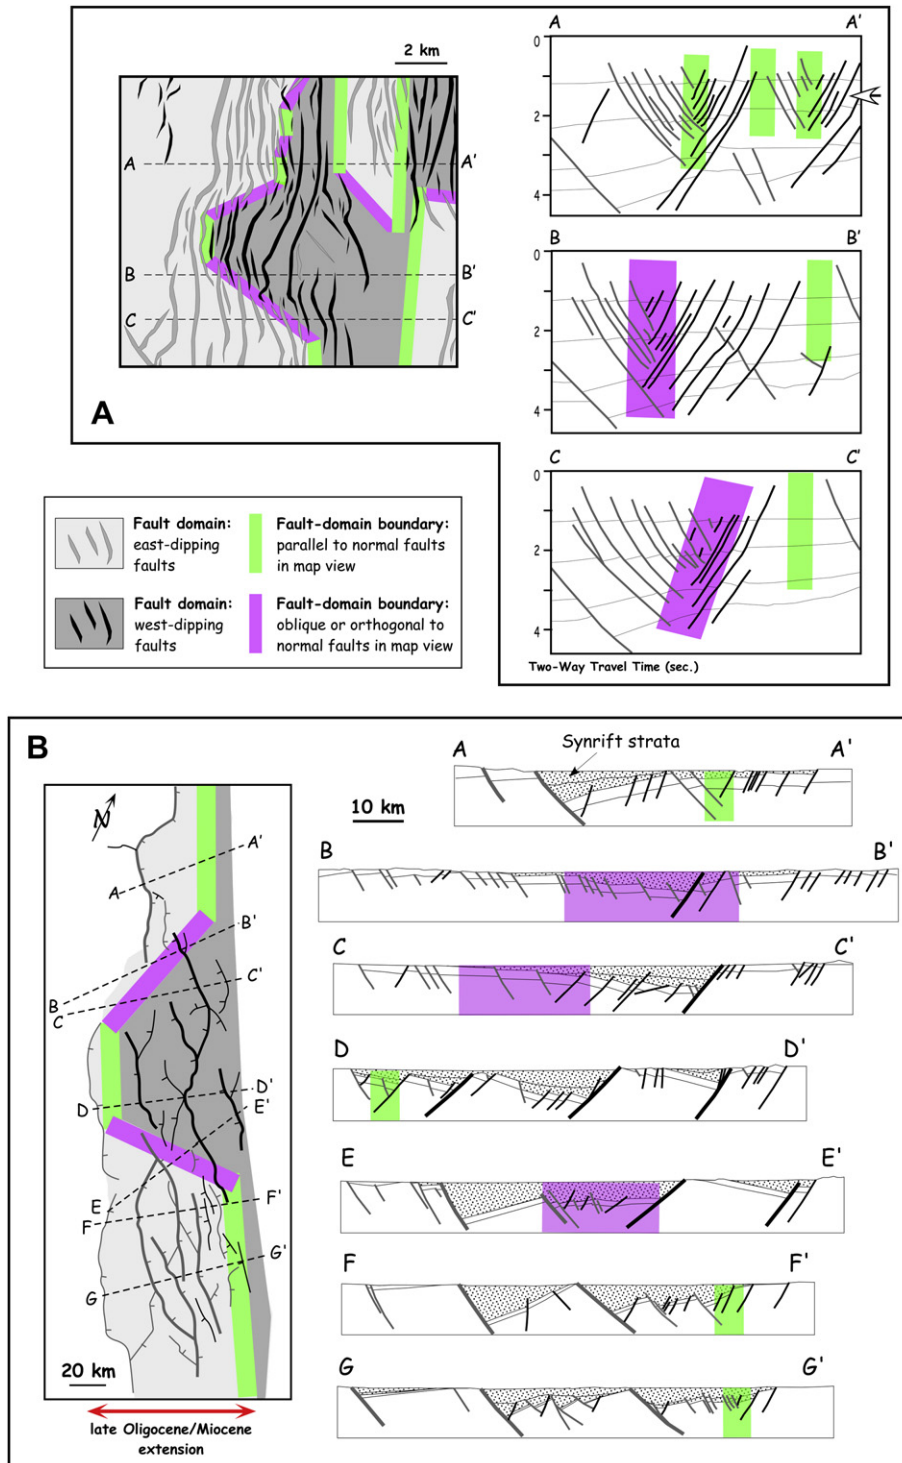 A A'
2 km
0
2
4
A A'
B B'
C C'
A
B B'
0
2
4
C C'
0
2
4
Two-Way Travel Time (sec.)
Fault domain:
east-dipping
faults
Fault-domain boundary:
parallel to normal faults
in map view
Fault domain:
west-dipping
faults
Fault-domain boundary:
oblique or orthogonal to
normal faults in map view
B
N
A A'
B B'
C C'
D D'
E E'
F F'
G G'
20 km
late Oligocene/Miocene
extension
A A'
Synrift strata
10 km
B B'
C C'
D D'
E E'
F F'
G G'